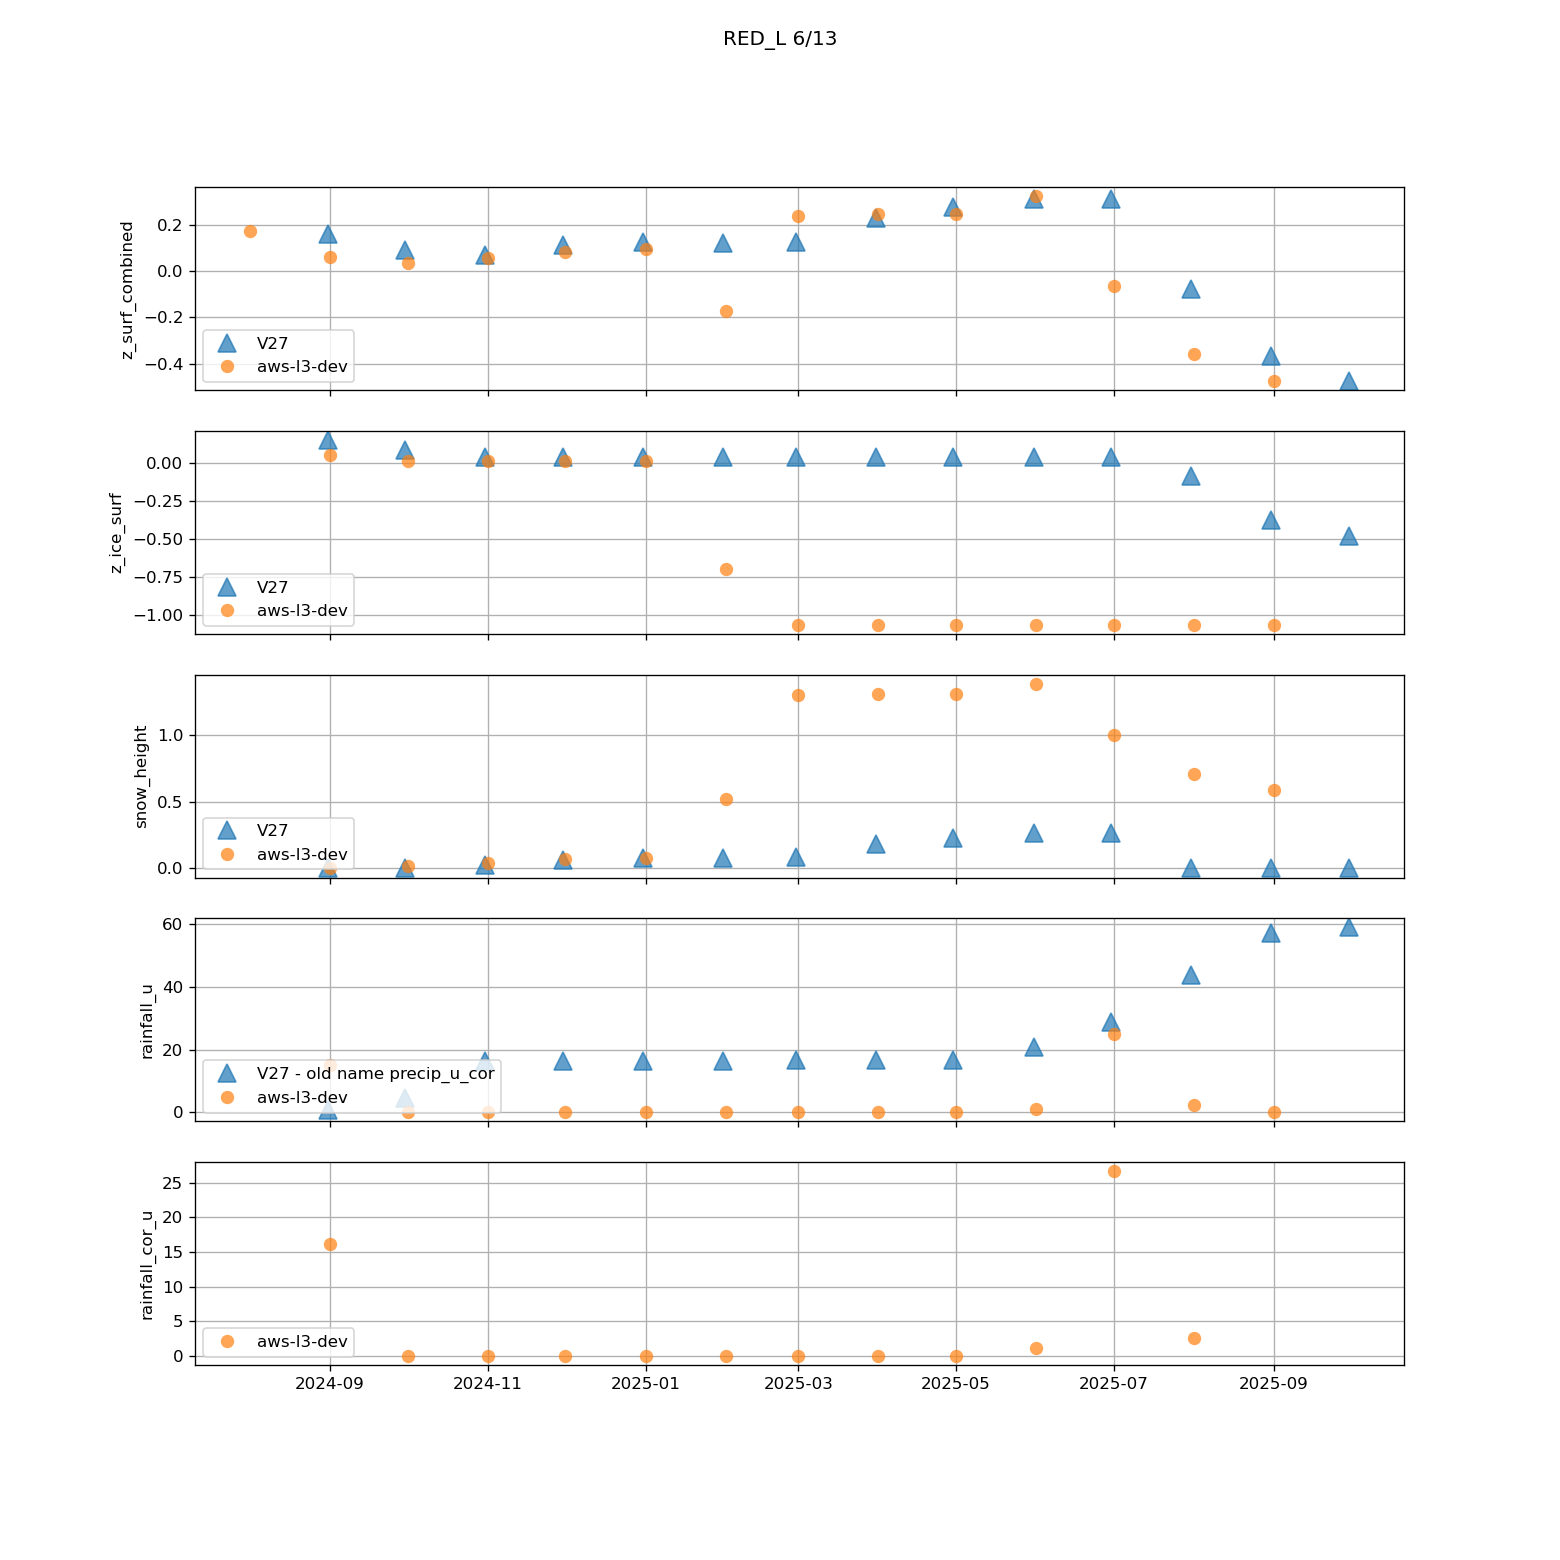 RED_L 6/13
z_surf_combined
0.2
0.0
−0.2
−0.4
V27
aws-l3-dev
z_ice_surf
0.00
−0.25
−0.50
−0.75
−1.00
V27
aws-l3-dev
snow_height
1.0
0.5
0.0
V27
aws-l3-dev
rainfall_u
60
40
20
0
V27 - old name precip_u_cor
aws-l3-dev
rainfall_cor_u
25
20
15
10
5
0
aws-l3-dev
2024-09 2024-11 2025-01 2025-03 2025-05 2025-07 2025-09